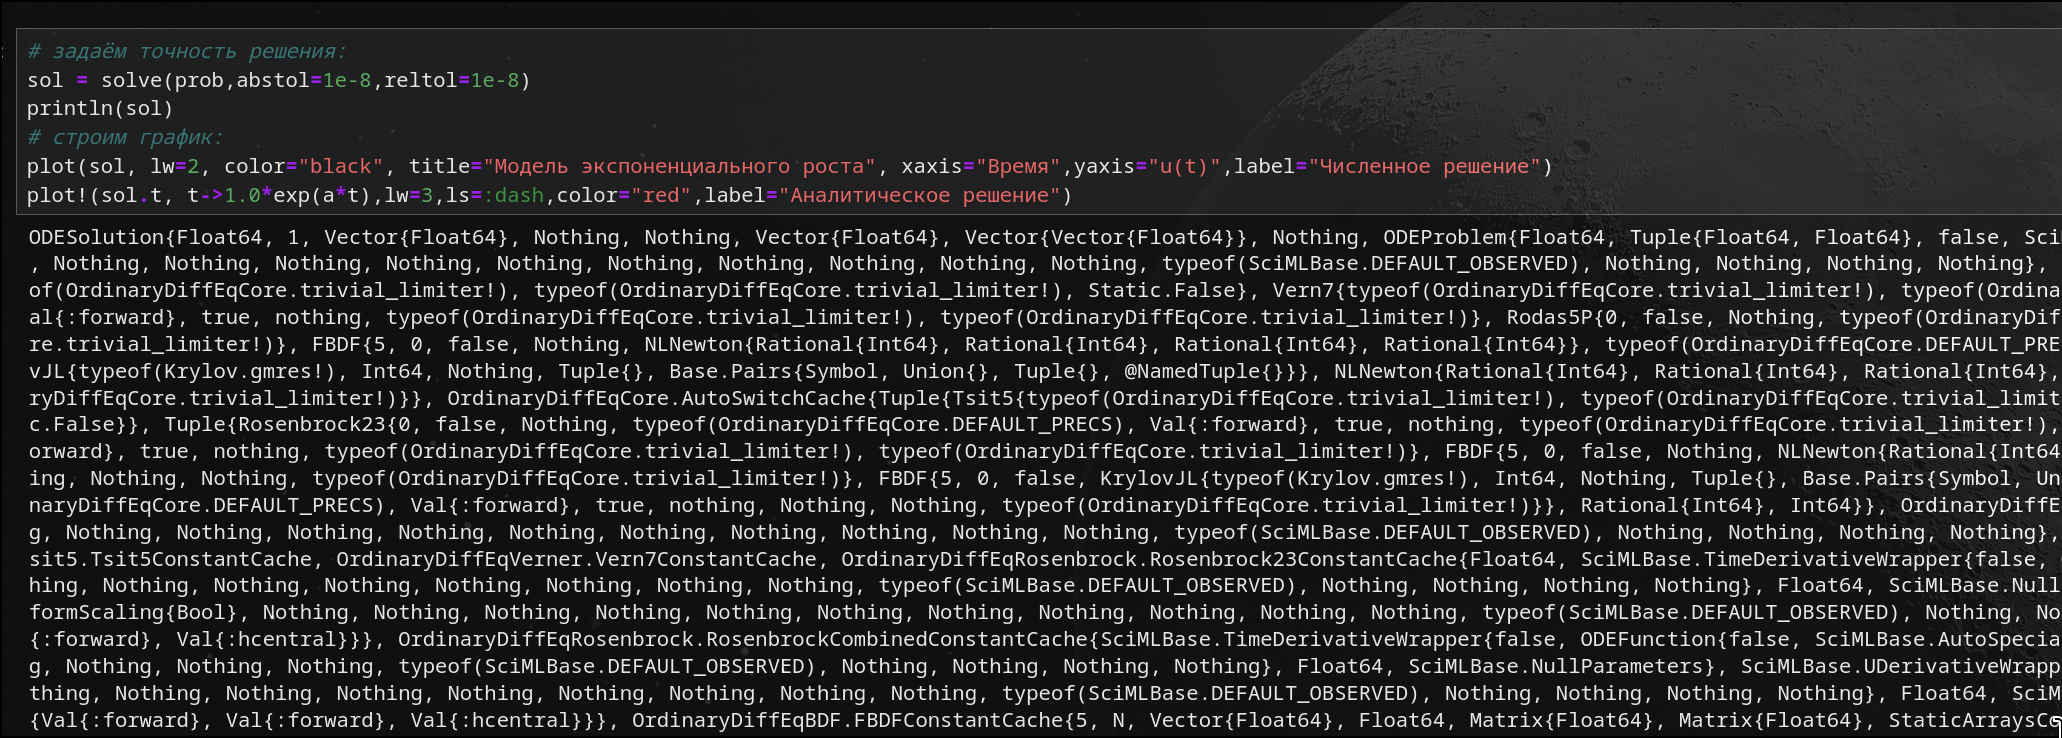 # задаём точность решения:
sol = solve(prob,abstol=1e-8,reltol=1e-8)
println(sol)
# строим график:
plot(sol, lw=2, color="black", title="Модель экспоненциального роста", xaxis="Время",yaxis="u(t)",label="Численное решение")
plot!(sol.t, t->1.0*exp(a*t),lw=3,ls=:dash,color="red",label="Аналитическое решение")
ODESolution{Float64, 1, Vector{Float64}, Nothing, Nothing, Vector{Float64}, Vector{Vector{Float64}}, Nothing, ODEProblem{Float64, Tuple{Float64, Float64}, false, Sci
, Nothing, Nothing, Nothing, Nothing, Nothing, Nothing, Nothing, Nothing, Nothing, Nothing, typeof(SciMLBase.DEFAULT_OBSERVED), Nothing, Nothing, Nothing, Nothing},
of(OrdinaryDiffEqCore.trivial_limiter!), typeof(OrdinaryDiffEqCore.trivial_limiter!), Static.False}, Vern7{typeof(OrdinaryDiffEqCore.trivial_limiter!), typeof(Ordina
al{:forward}, true, nothing, typeof(OrdinaryDiffEqCore.trivial_limiter!), typeof(OrdinaryDiffEqCore.trivial_limiter!)}, Rodas5P{0, false, Nothing, typeof(OrdinaryDif
re.trivial_limiter!)}, FBDF{5, 0, false, Nothing, NLNewton{Rational{Int64}, Rational{Int64}, Rational{Int64}, Rational{Int64}}, typeof(OrdinaryDiffEqCore.DEFAULT_PRE
vJL{typeof(Krylov.gmres!), Int64, Nothing, Tuple{}, Base.Pairs{Symbol, Union{}, Tuple{}, @NamedTuple{}}}, NLNewton{Rational{Int64}, Rational{Int64}, Rational{Int64},
ryDiffEqCore.trivial_limiter!)}}, OrdinaryDiffEqCore.AutoSwitchCache{Tuple{Tsit5{typeof(OrdinaryDiffEqCore.trivial_limiter!), typeof(OrdinaryDiffEqCore.trivial_limit
c.False}}, Tuple{Rosenbrock23{0, false, Nothing, typeof(OrdinaryDiffEqCore.DEFAULT_PRECS), Val{:forward}, true, nothing, typeof(OrdinaryDiffEqCore.trivial_limiter!),
orward}, true, nothing, typeof(OrdinaryDiffEqCore.trivial_limiter!), typeof(OrdinaryDiffEqCore.trivial_limiter!)}, FBDF{5, 0, false, Nothing, NLNewton{Rational{Int64
ing, Nothing, Nothing, typeof(OrdinaryDiffEqCore.trivial_limiter!)}, FBDF{5, 0, false, KrylovJL{typeof(Krylov.gmres!), Int64, Nothing, Tuple{}, Base.Pairs{Symbol, Un
naryDiffEqCore.DEFAULT_PRECS), Val{:forward}, true, nothing, Nothing, Nothing, typeof(OrdinaryDiffEqCore.trivial_limiter!)}}, Rational{Int64}, Int64}}, OrdinaryDiffE
g, Nothing, Nothing, Nothing, Nothing, Nothing, Nothing, Nothing, Nothing, Nothing, typeof(SciMLBase.DEFAULT_OBSERVED), Nothing, Nothing, Nothing, Nothing},
sit5.Tsit5ConstantCache, OrdinaryDiffEqVerner.Vern7ConstantCache, OrdinaryDiffEqRosenbrock.Rosenbrock23ConstantCache{Float64, SciMLBase.TimeDerivativeWrapper{false,
hing, Nothing, Nothing, Nothing, Nothing, Nothing, Nothing, Nothing, typeof(SciMLBase.DEFAULT_OBSERVED), Nothing, Nothing, Nothing, Nothing}, Float64, SciMLBase.Null
formScaling{Bool}, Nothing, Nothing, Nothing, Nothing, Nothing, Nothing, Nothing, Nothing, Nothing, Nothing, Nothing, typeof(SciMLBase.DEFAULT_OBSERVED), Nothing, No
{:forward}, Val{:hcentral}}}, OrdinaryDiffEqRosenbrock.RosenbrockCombinedConstantCache{SciMLBase.TimeDerivativeWrapper{false, ODEFunction{false, SciMLBase.AutoSpecia
g, Nothing, Nothing, Nothing, typeof(SciMLBase.DEFAULT_OBSERVED), Nothing, Nothing, Nothing, Nothing}, Float64, SciMLBase.NullParameters}, SciMLBase.UDerivativeWrapp
thing, Nothing, Nothing, Nothing, Nothing, Nothing, Nothing, Nothing, Nothing, typeof(SciMLBase.DEFAULT_OBSERVED), Nothing, Nothing, Nothing, Nothing}, Float64, SciM
{Val{:forward}, Val{:forward}, Val{:hcentral}}}, OrdinaryDiffEqBDF.FBDFConstantCache{5, N, Vector{Float64}, Float64, Matrix{Float64}, Matrix{Float64}, StaticArraysCo